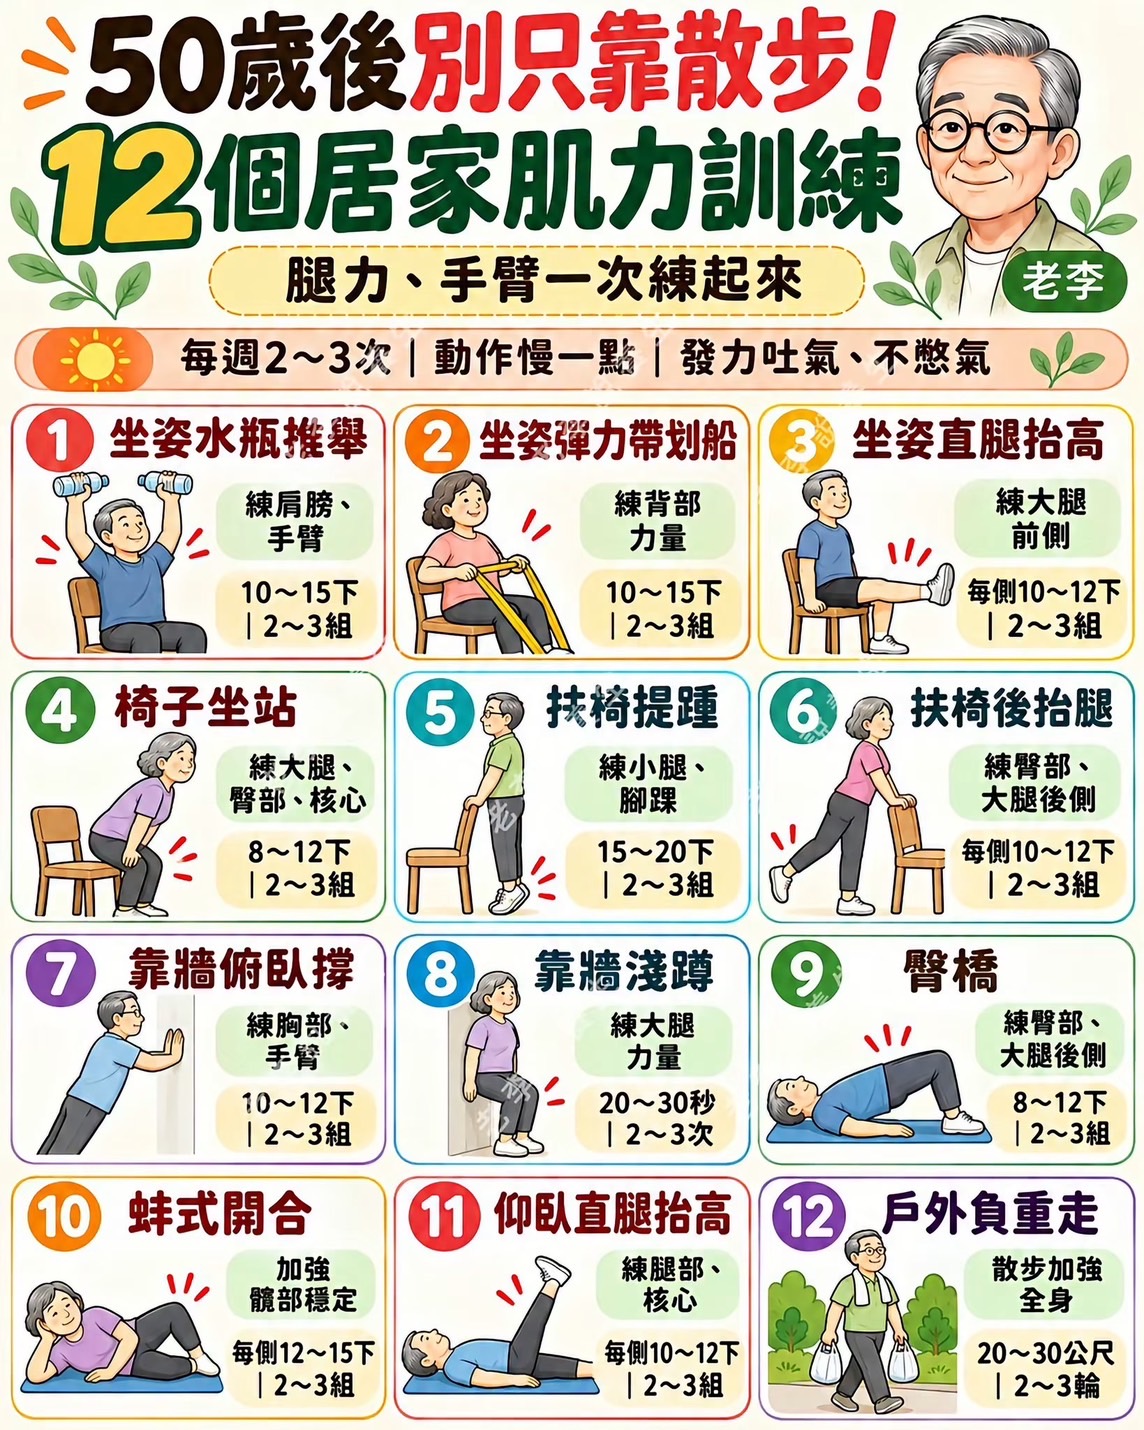 50歲後別只靠散步!
12個居家肌力訓練
腿力、手臂一次練起來
老李
每週2～3次｜動作慢一點｜發力吐氣、不憋氣
1 坐姿水瓶推舉
練肩膀、
手臂
10～15下
｜2～3組
2 坐姿彈力帶划船
練背部
力量
10～15下
｜2～3組
3 坐姿直腿抬高
練大腿
前側
每側10～12下
｜2～3組
4 椅子坐站
練大腿、
臀部、核心
8～12下
｜2～3組
5 扶椅提踵
練小腿、
腳踝
15～20下
｜2～3組
6 扶椅後抬腿
練臀部、
大腿後側
每側10～12下
｜2～3組
7 靠牆俯臥撐
練胸部、
手臂
10～12下
｜2～3組
8 靠牆淺蹲
練大腿
力量
20～30秒
｜2～3次
9 臀橋
練臀部、
大腿後側
8～12下
｜2～3組
10 蚌式開合
加強
髖部穩定
每側12～15下
｜2～3組
11 仰臥直腿抬高
練腿部、
核心
每側10～12下
｜2～3組
12 戶外負重走
散步加強
全身
20～30公尺
｜2～3輪